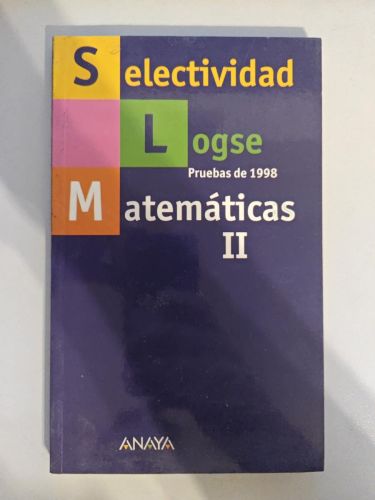 Selectividad
Logse
Pruebas de 1998
Matemáticas
II
ANAYA